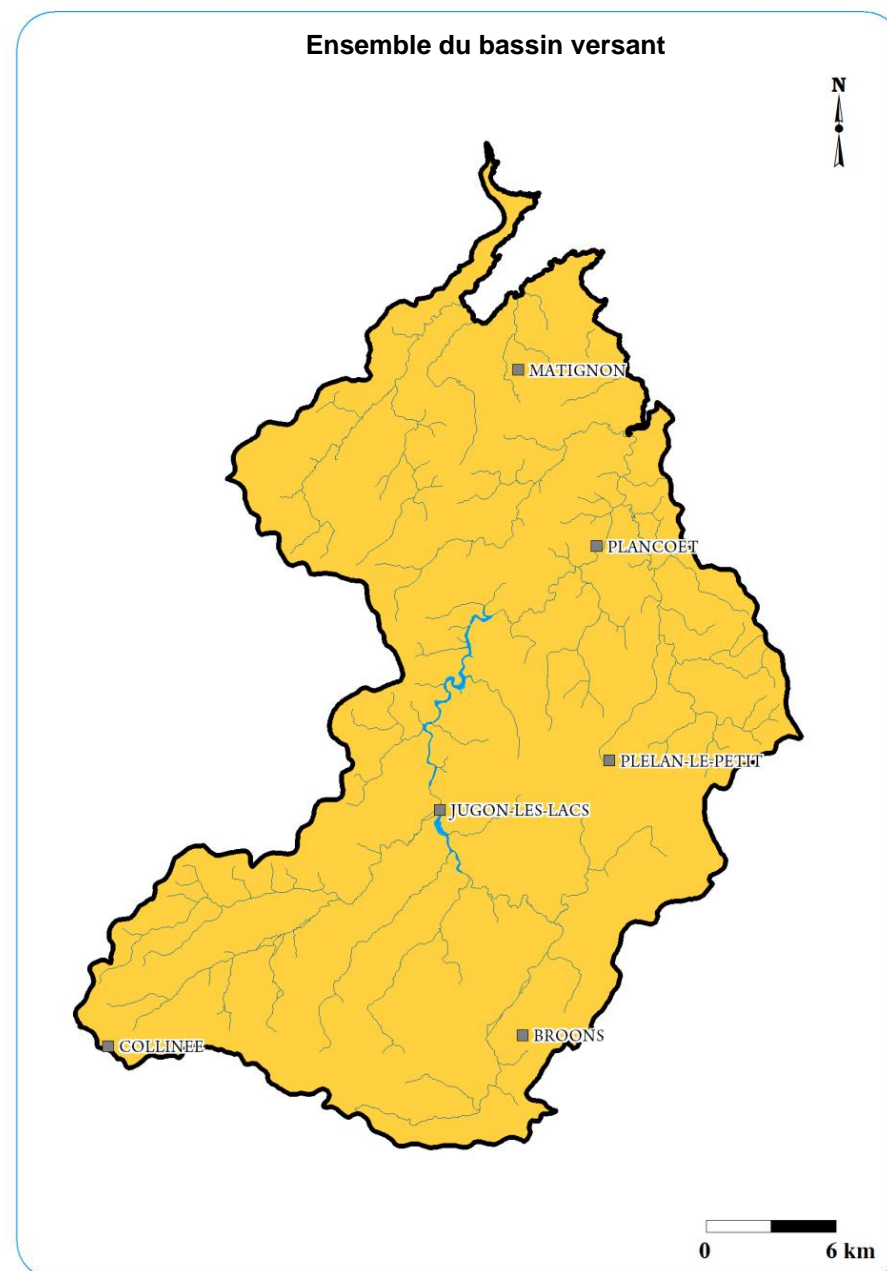 Ensemble du bassin versant
N
MATIGNON
PLANCOET
PLELAN-LE-PETIT
JUGON-LES-LACS
BROONS
COLLINEE
0 6 km